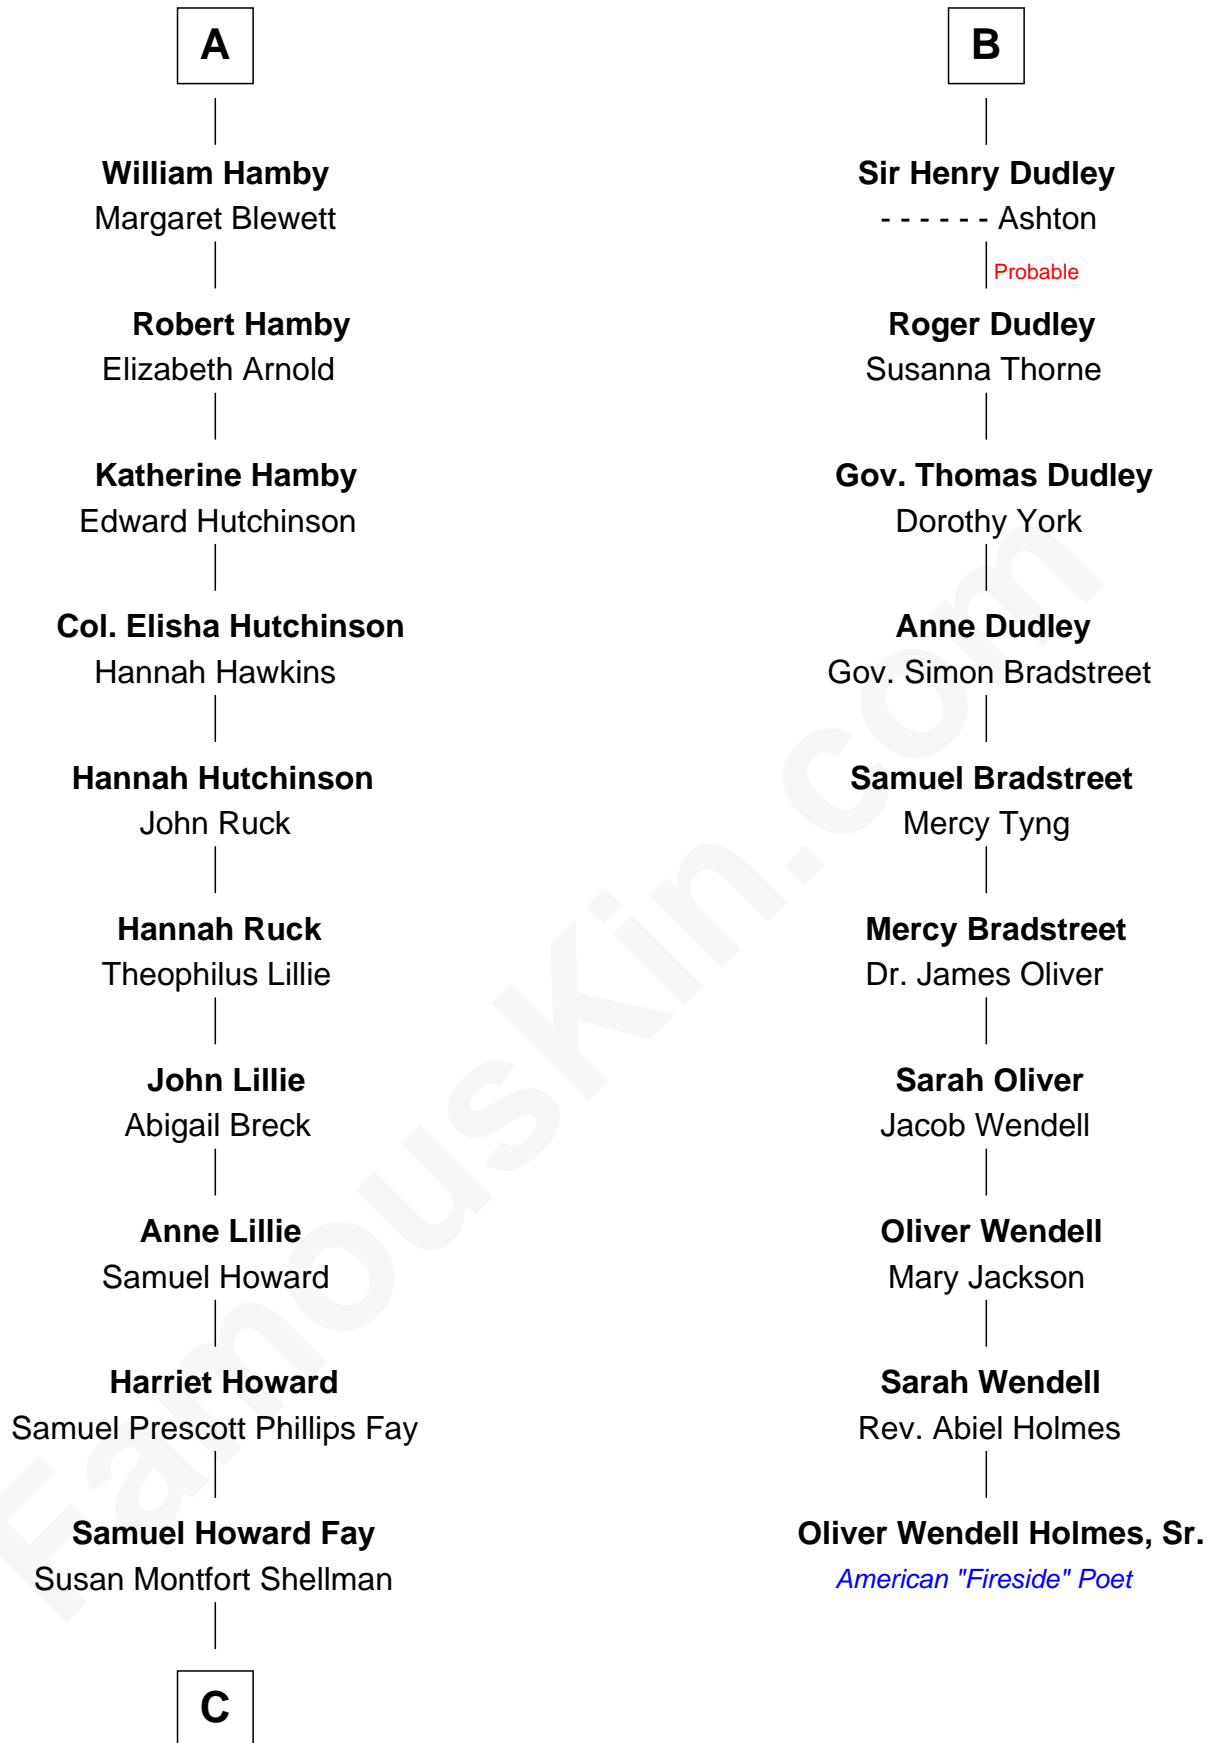 A
William Hamby
Margaret Blewett
Robert Hamby
Elizabeth Arnold
Katherine Hamby
Edward Hutchinson
Col. Elisha Hutchinson
Hannah Hawkins
Hannah Hutchinson
John Ruck
Hannah Ruck
Theophilus Lillie
John Lillie
Abigail Breck
Anne Lillie
Samuel Howard
Harriet Howard
Samuel Prescott Phillips Fay
Samuel Howard Fay
Susan Montfort Shellman
C
B
Sir Henry Dudley
- - - - - - Ashton
Probable
Roger Dudley
Susanna Thorne
Gov. Thomas Dudley
Dorothy York
Anne Dudley
Gov. Simon Bradstreet
Samuel Bradstreet
Mercy Tyng
Mercy Bradstreet
Dr. James Oliver
Sarah Oliver
Jacob Wendell
Oliver Wendell
Mary Jackson
Sarah Wendell
Rev. Abiel Holmes
Oliver Wendell Holmes, Sr.
American "Fireside" Poet
FamousKin.com